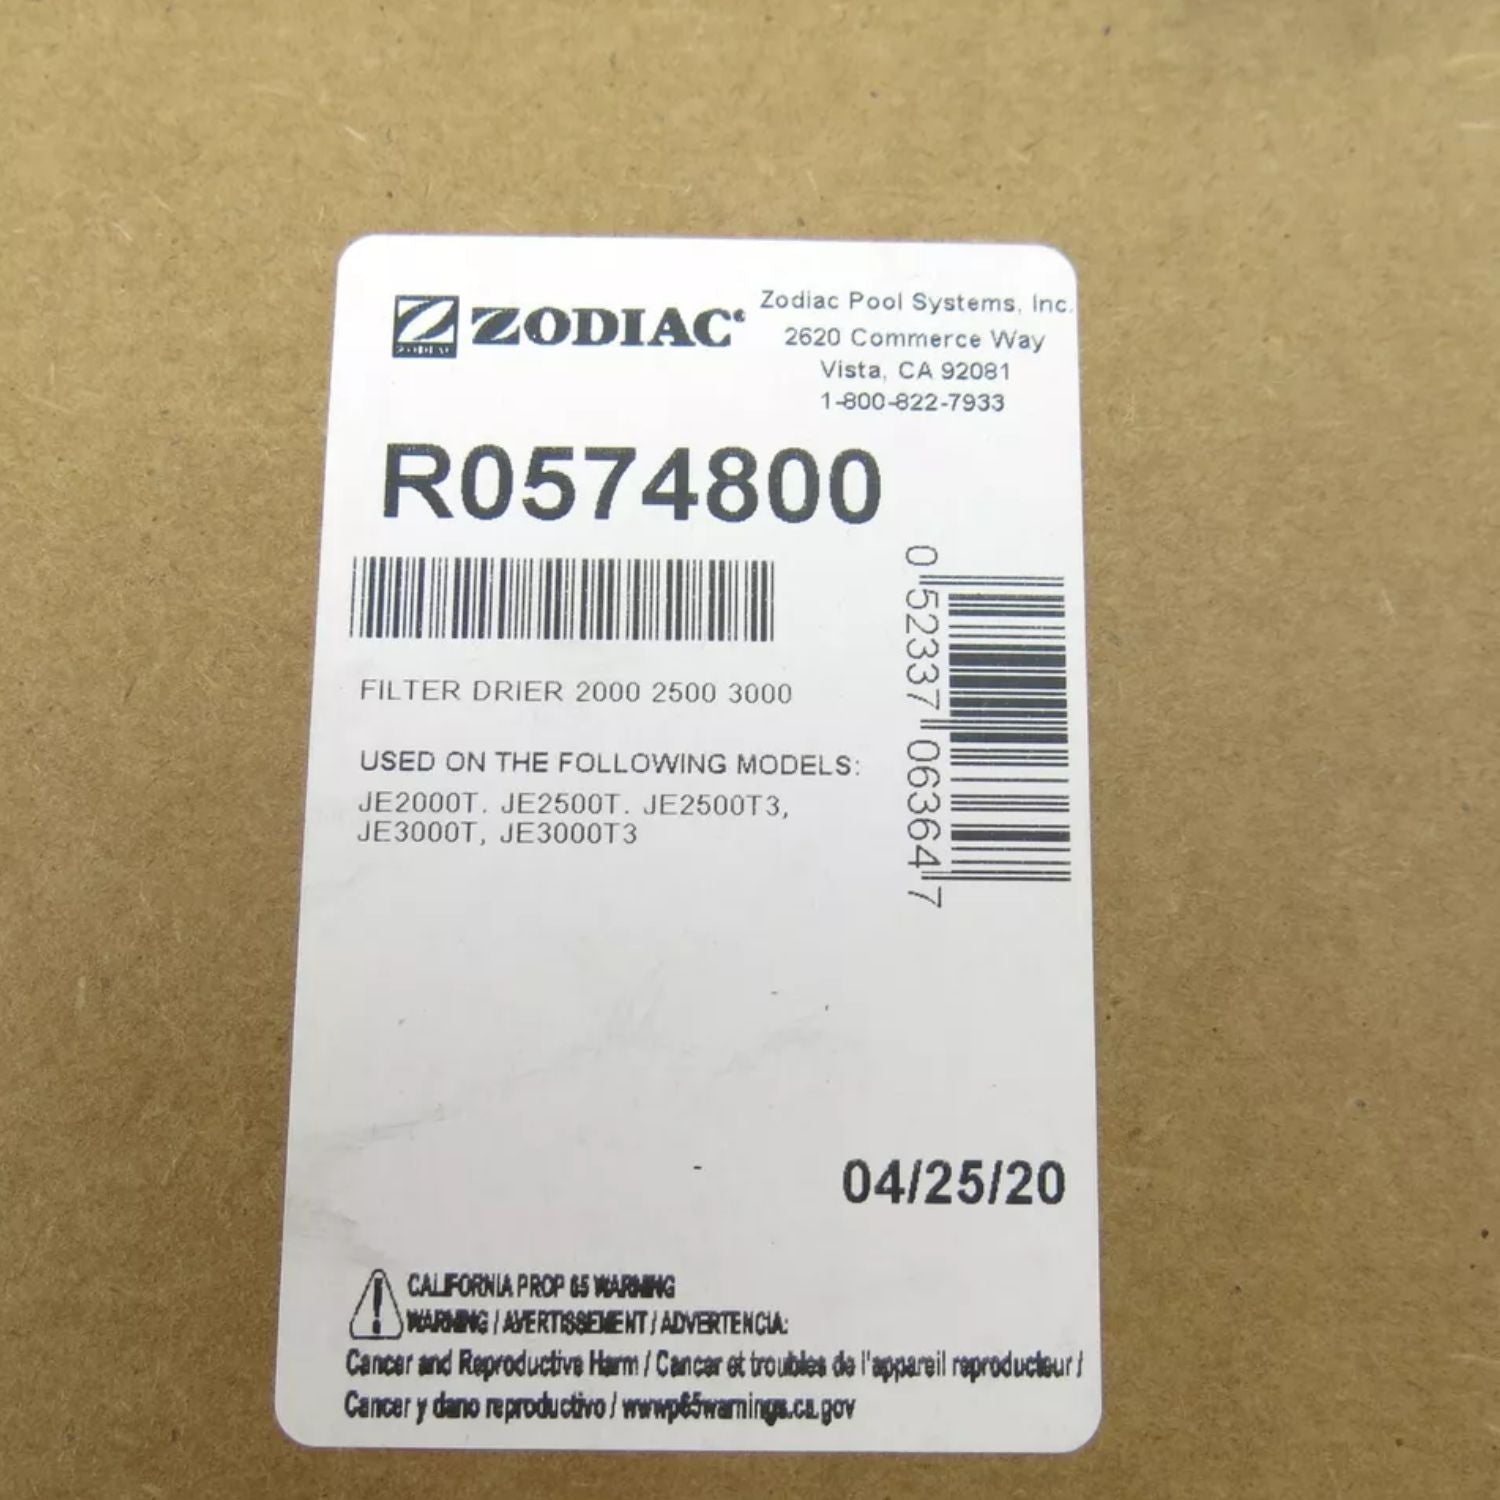 ZODIAC
ZODIAC
Zodiac Pool Systems, Inc.
2620 Commerce Way
Vista, CA 92081
1-800-822-7933
R0574800
0 52337 06364 7
FILTER DRIER 2000 2500 3000
USED ON THE FOLLOWING MODELS:
JE2000T. JE2500T. JE2500T3,
JE3000T, JE3000T3
04/25/20
CALIFORNIA PROP 65 WARNING
WARNING / AVERTISSEMENT / ADVERTENCIA:
Cancer and Reproductive Harm / Cancer et troubles de l'appareil reproducteur /
Cancer y dano reproductivo / wwwp65warnings.ca.gov